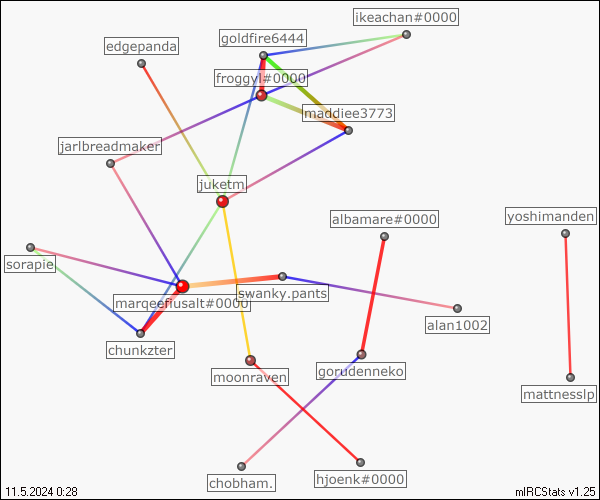 ikeachan#0000
goldfire6444
edgepanda
froggyl#0000
maddiee3773
jarlbreadmaker
juketm
albamare#0000
yoshimanden
sorapie
swanky.pants
marqeefiusalt#0000
alan1002
chunkzter
gorudenneko
moonraven
mattnesslp
chobham.
hjoenk#0000
11.5.2024 0:28
mIRCStats v1.25